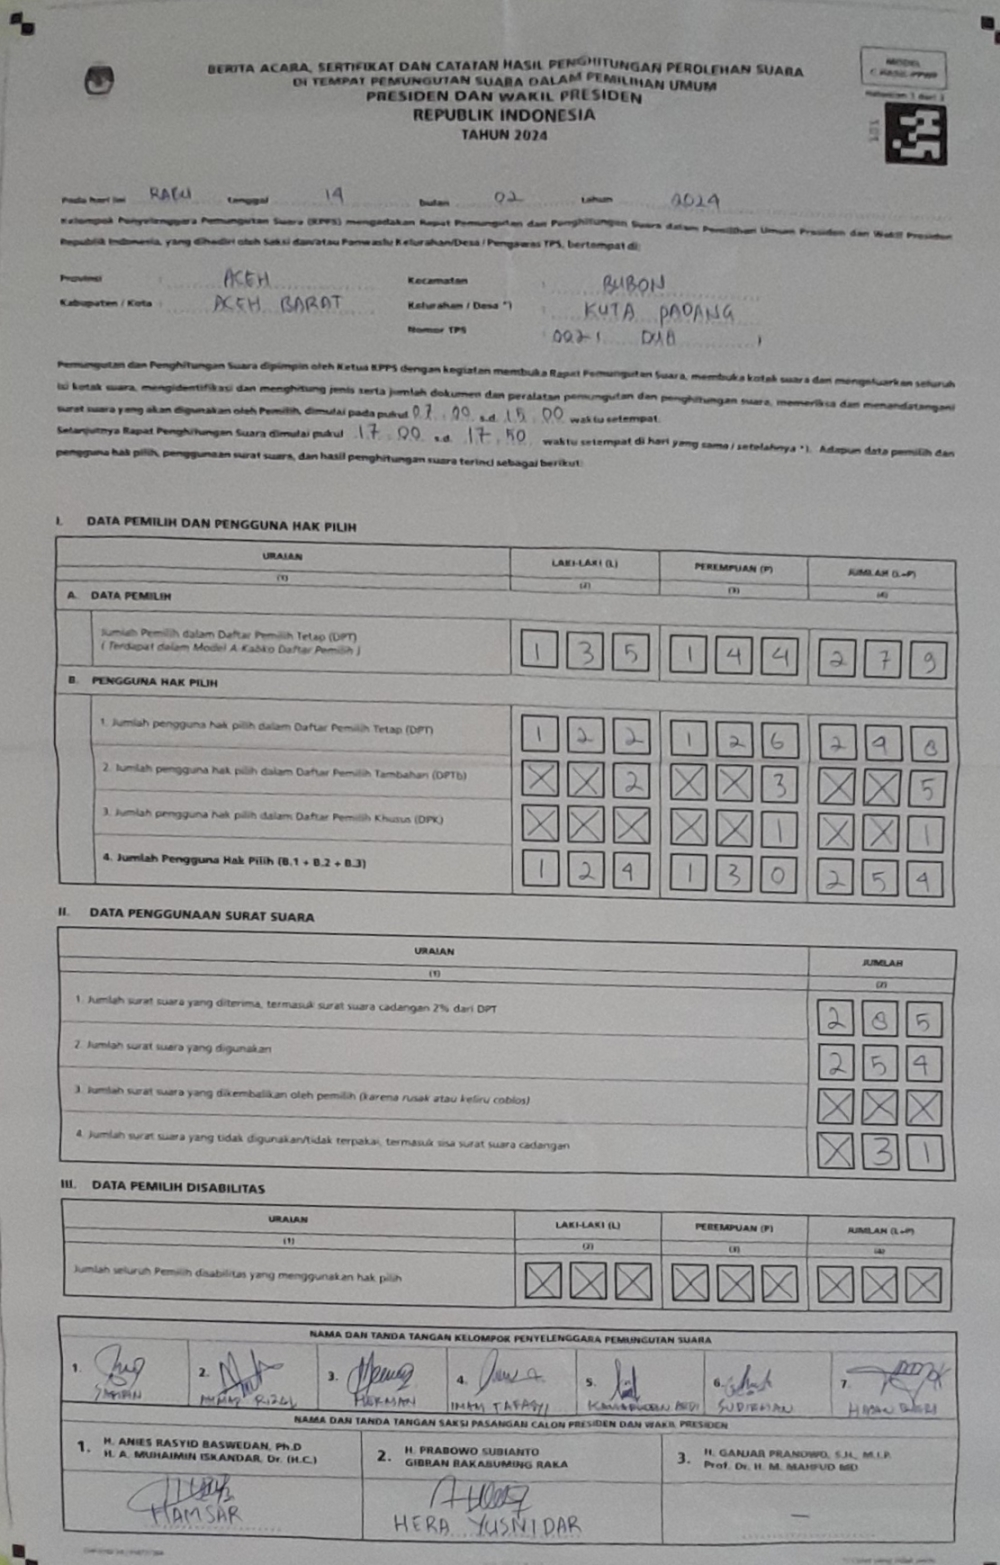 BERITA ACARA, SERTIFIKAT DAN CATATAN HASIL PENGHITUNGAN PEROLEHAN SUARA
DI TEMPAT PEMUNGUTAN SUARA DALAM PEMILIHAN UMUM
PRESIDEN DAN WAKIL PRESIDEN
REPUBLIK INDONESIA
TAHUN 2024
MODEL
C.HASIL-PPWP
Halaman 1 dari 3
Pada hari ini RABU tanggal 14 bulan 02 tahun 2024
Kelompok Penyelenggara Pemungutan Suara (KPPS) mengadakan Rapat Pemungutan dan Penghitungan Suara dalam Pemilihan Umum Presiden dan Wakil Presiden
Republik Indonesia, yang dihadiri oleh Saksi dan/atau Panwaslu Kelurahan/Desa / Pengawas TPS, bertempat di:
Provinsi : ACEH Kecamatan : BUBON
Kabupaten / Kota : ACEH BARAT Kelurahan / Desa *) : KUTA PADANG
Nomor TPS : 002 DUA
Pemungutan dan Penghitungan Suara dipimpin oleh Ketua KPPS dengan kegiatan membuka Rapat Pemungutan Suara, membuka kotak suara dan mengeluarkan seluruh
isi kotak suara, mengidentifikasi dan menghitung jenis serta jumlah dokumen dan peralatan pemungutan dan penghitungan suara, memeriksa dan menandatangani
surat suara yang akan digunakan oleh Pemilih, dimulai pada pukul 07.00 s.d. 15.00 waktu setempat.
Selanjutnya Rapat Penghitungan Suara dimulai pukul 17.00 s.d. 17.50 waktu setempat di hari yang sama / setelahnya *). Adapun data pemilih dan
pengguna hak pilih, penggunaan surat suara, dan hasil penghitungan suara terinci sebagai berikut:
I. DATA PEMILIH DAN PENGGUNA HAK PILIH
URAIAN LAKI-LAKI (L) PEREMPUAN (P) JUMLAH (L+P)
(1) (2) (3) (4)
A. DATA PEMILIH
Jumlah Pemilih dalam Daftar Pemilih Tetap (DPT)
( Terdapat dalam Model A-Kabko Daftar Pemilih ) 1 3 5 1 4 4 2 7 9
B. PENGGUNA HAK PILIH
1. Jumlah pengguna hak pilih dalam Daftar Pemilih Tetap (DPT) 1 2 2 1 2 6 2 4 8
2. Jumlah pengguna hak pilih dalam Daftar Pemilih Tambahan (DPTb) X X 2 X X 3 X X 5
3. Jumlah pengguna hak pilih dalam Daftar Pemilih Khusus (DPK) X X X X X 1 X X 1
4. Jumlah Pengguna Hak Pilih (B.1 + B.2 + B.3) 1 2 4 1 3 0 2 5 4
II. DATA PENGGUNAAN SURAT SUARA
URAIAN JUMLAH
(1) (2)
1. Jumlah surat suara yang diterima, termasuk surat suara cadangan 2% dari DPT 2 8 5
2. Jumlah surat suara yang digunakan 2 5 4
3. Jumlah surat suara yang dikembalikan oleh pemilih (karena rusak atau keliru coblos) X X X
4. Jumlah surat suara yang tidak digunakan/tidak terpakai, termasuk sisa surat suara cadangan X 3 1
III. DATA PEMILIH DISABILITAS
URAIAN LAKI-LAKI (L) PEREMPUAN (P) JUMLAH (L+P)
(1) (2) (3) (4)
Jumlah seluruh Pemilih disabilitas yang menggunakan hak pilih X X X X X X X X X
NAMA DAN TANDA TANGAN KELOMPOK PENYELENGGARA PEMUNGUTAN SUARA
1. 2. 3. 4. 5. 6. 7.
HERMAN SUDIRMAN
NAMA DAN TANDA TANGAN SAKSI PASANGAN CALON PRESIDEN DAN WAKIL PRESIDEN
1. H. ANIES RASYID BASWEDAN, Ph.D
H. A. MUHAIMIN ISKANDAR, Dr. (H.C.)
2. H. PRABOWO SUBIANTO
GIBRAN RAKABUMING RAKA
3. H. GANJAR PRANOWO, S.H., M.I.P.
Prof. Dr. H. M. MAHFUD MD
HAMSAR HERA YUSNIDAR —